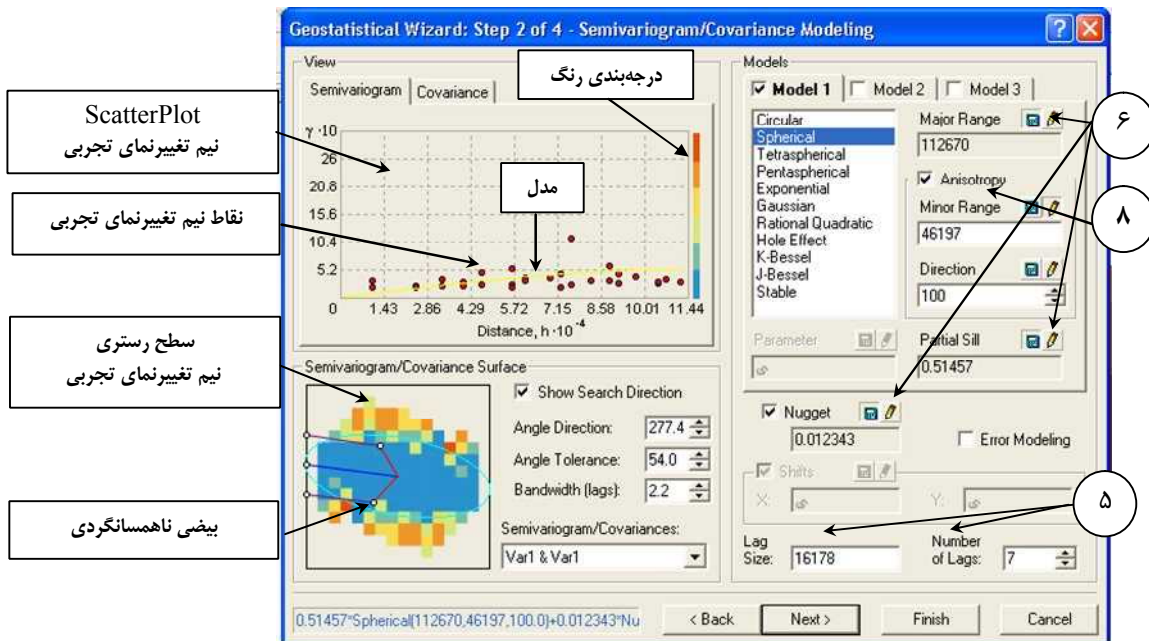 Geostatistical Wizard: Step 2 of 4 - Semivariogram/Covariance Modeling
View
درجه‌بندی رنگ
Semivariogram
Covariance
ScatterPlot
نیم تغییرنمای تجربی
γ·10
26
20.8
15.6
10.4
5.2
0
1.43
2.86
4.29
5.72
7.15
8.58
10.01
11.44
Distance, h·10⁻⁴
مدل
نقاط نیم تغییرنمای تجربی
سطح رستری
نیم تغییرنمای تجربی
بیضی ناهمسانگردی
Semivariogram/Covariance Surface
Show Search Direction
Angle Direction: 277.4
Angle Tolerance: 54.0
Bandwidth (lags): 2.2
Semivariogram/Covariances:
Var1 & Var1
Models
Model 1
Model 2
Model 3
Circular
Spherical
Tetraspherical
Pentaspherical
Exponential
Gaussian
Rational Quadratic
Hole Effect
K-Bessel
J-Bessel
Stable
Major Range
112670
Anisotropy
Minor Range
46197
Direction
100
Parameter
Partial Sill
0.51457
Nugget
0.012343
Error Modeling
Shifts
X:
Y:
Lag
Size: 16178
Number
of Lags: 7
۶
۸
۵
0.51457*Spherical(112670,46197,100.0)+0.012343*Nu
< Back
Next >
Finish
Cancel